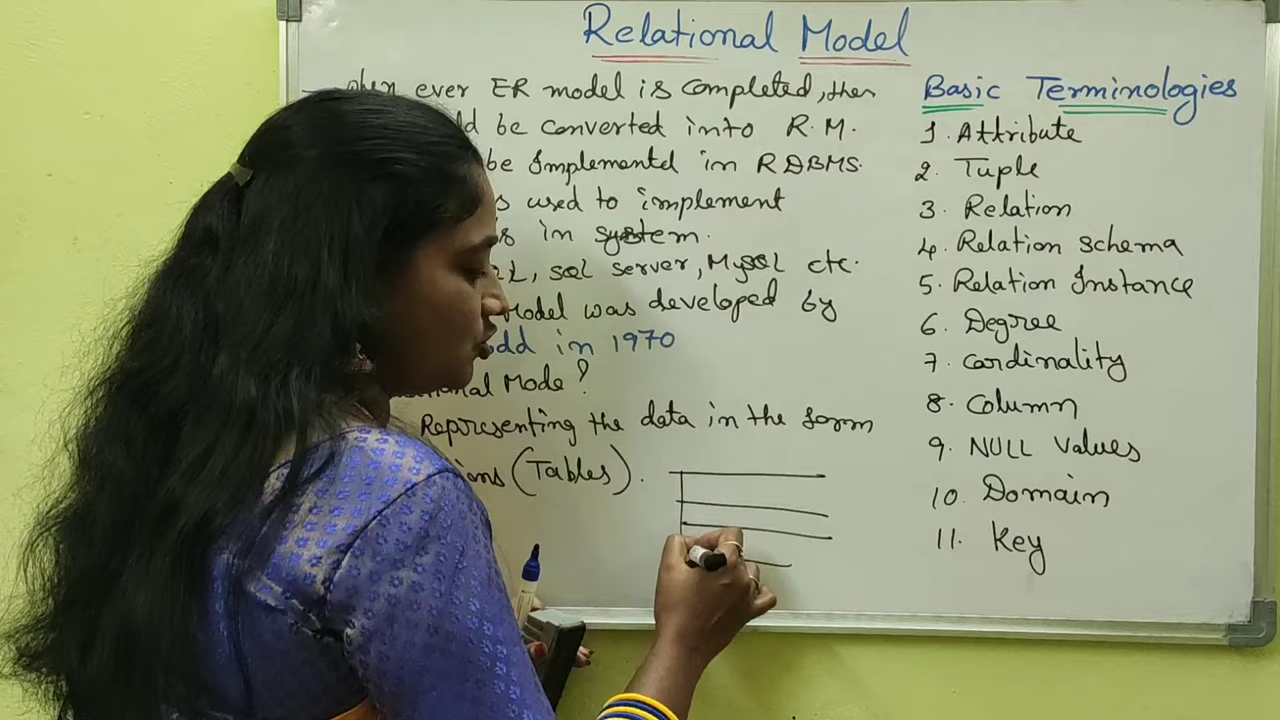 Relational Model
ever ER model is completed, then
be converted into R.M.
be Implemented in RDBMS.
used to implement
in system.
sql server, MySQL etc.
Model was developed by
in 1970
Mode?
Representing the data in the form
(Tables).
Basic Terminologies
1. Attribute
2. Tuple
3. Relation
4. Relation Schema
5. Relation Instance
6. Degree
7. Cardinality
8. Column
9. NULL Values
10. Domain
11. Key